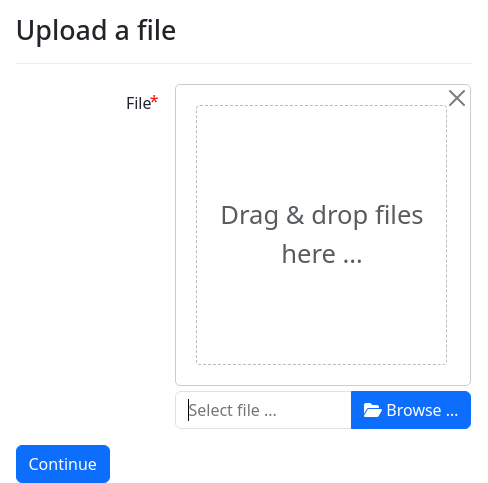 Upload a file
File*
Drag & drop files
here ...
Select file ...
Browse ...
Continue